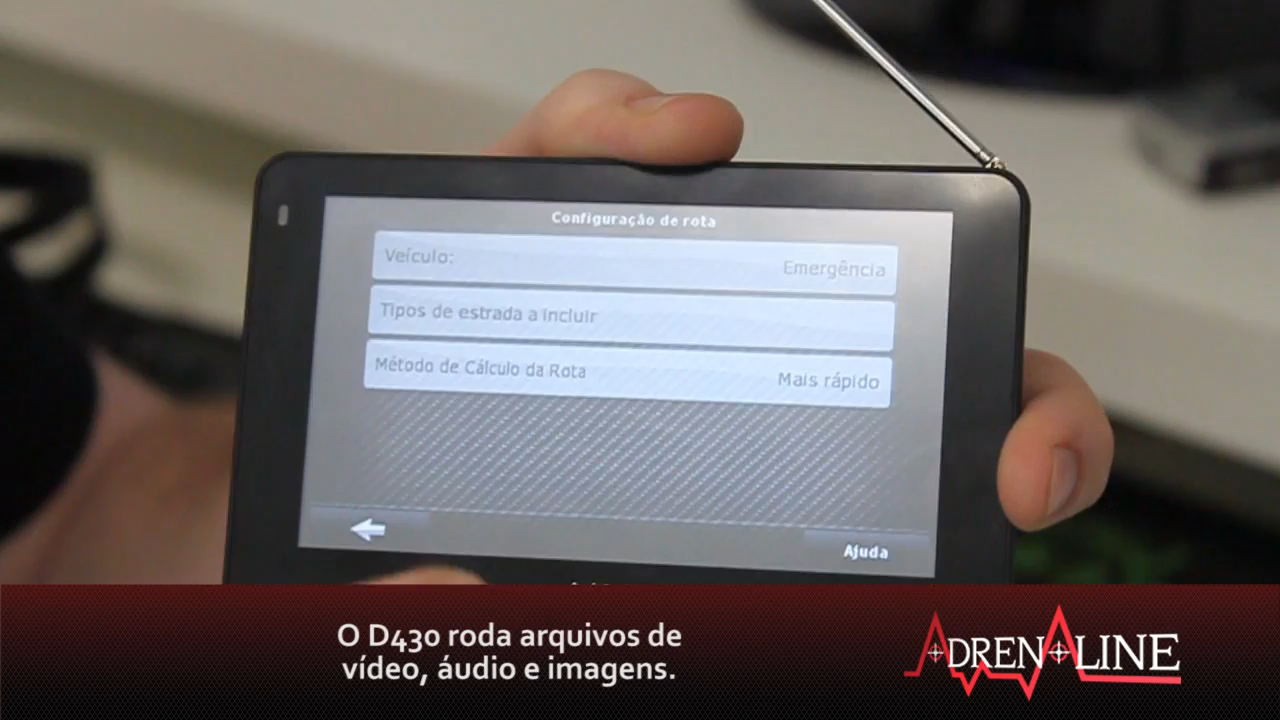 Configuração de rota
Veículo:
Emergência
Tipos de estrada a incluir
Método de Cálculo da Rota
Mais rápido
Ajuda
O D430 roda arquivos de
vídeo, áudio e imagens.
ADRENALINE